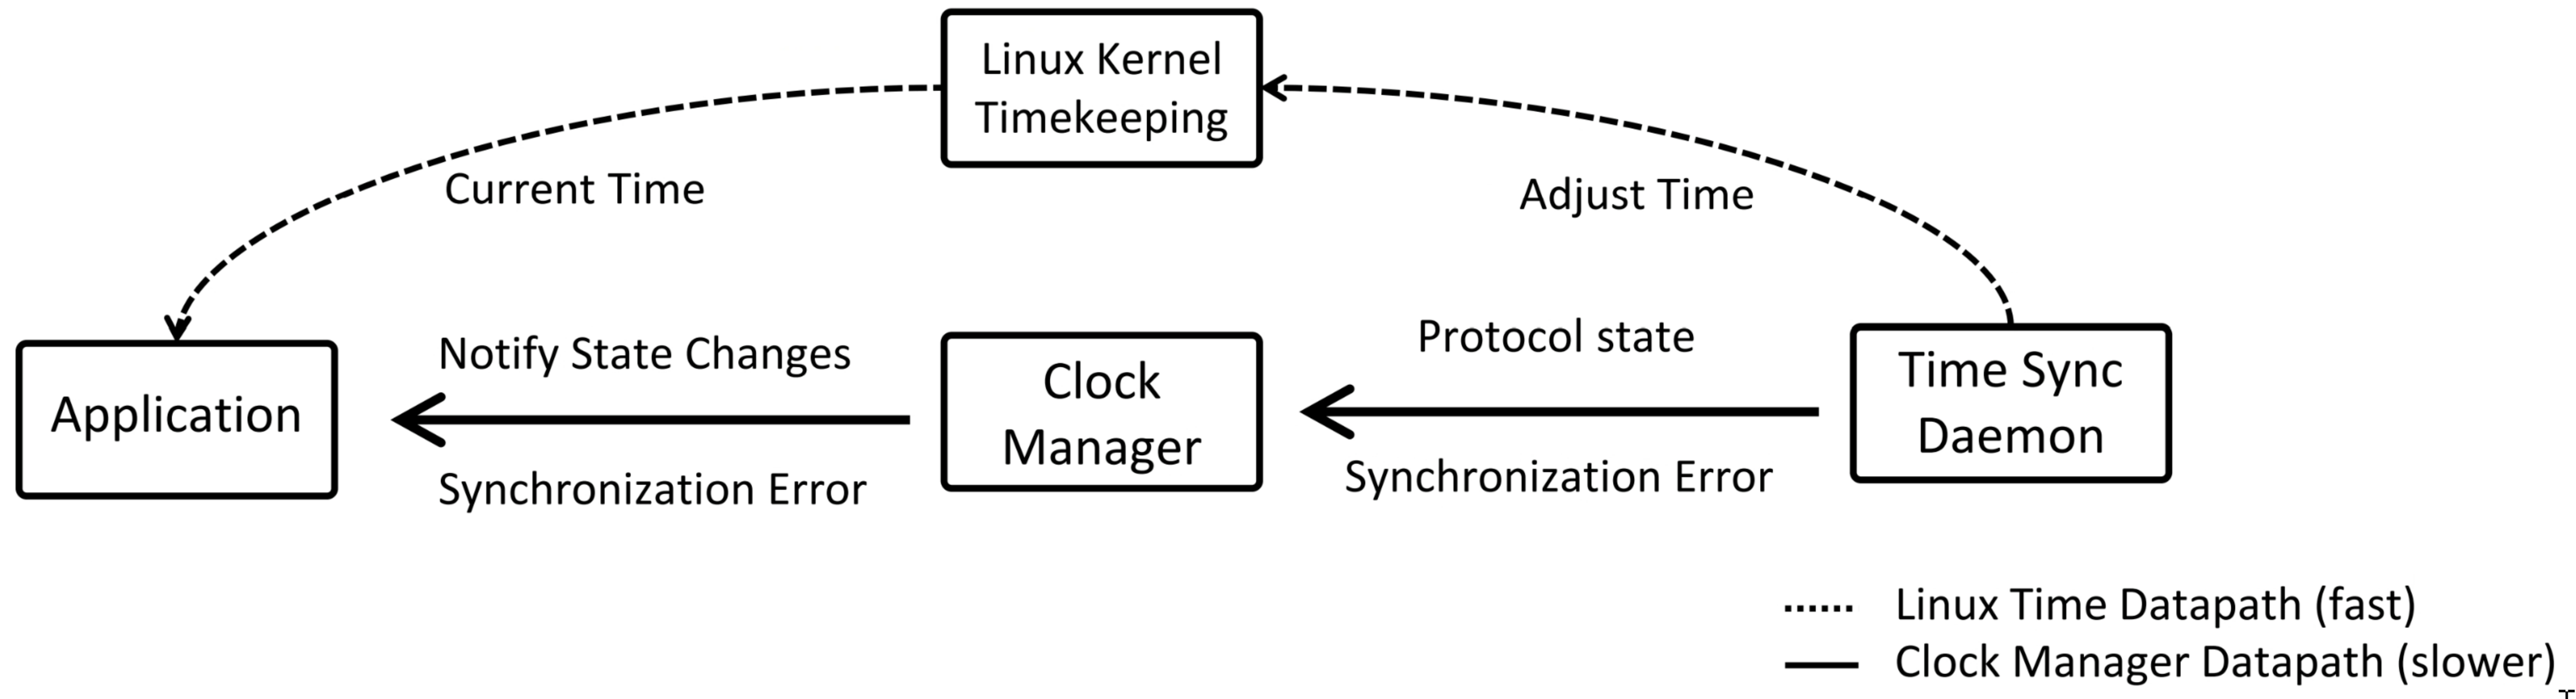 Linux Kernel
Timekeeping
Current Time
Adjust Time
Notify State Changes
Protocol state
Application
Clock
Manager
Time Sync
Daemon
Synchronization Error
Synchronization Error
Linux Time Datapath (fast)
Clock Manager Datapath (slower)